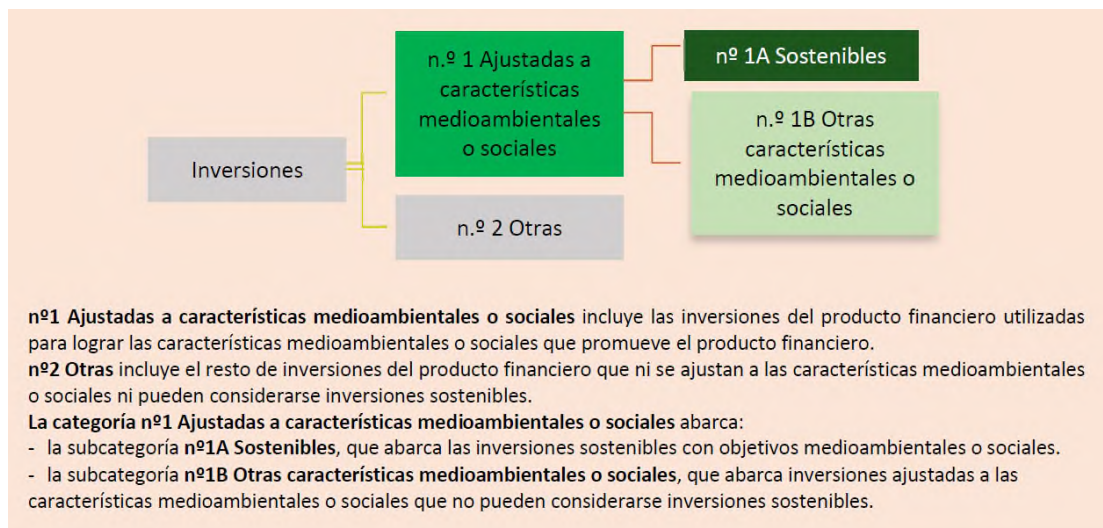 n.º 1 Ajustadas a
características
medioambientales
o sociales
nº 1A Sostenibles
n.º 1B Otras
características
medioambientales o
sociales
Inversiones
n.º 2 Otras
nº1 Ajustadas a características medioambientales o sociales incluye las inversiones del producto financiero utilizadas
para lograr las características medioambientales o sociales que promueve el producto financiero.
nº2 Otras incluye el resto de inversiones del producto financiero que ni se ajustan a las características medioambientales
o sociales ni pueden considerarse inversiones sostenibles.
La categoría nº1 Ajustadas a características medioambientales o sociales abarca:
- la subcategoría nº1A Sostenibles, que abarca las inversiones sostenibles con objetivos medioambientales o sociales.
- la subcategoría nº1B Otras características medioambientales o sociales, que abarca inversiones ajustadas a las
características medioambientales o sociales que no pueden considerarse inversiones sostenibles.